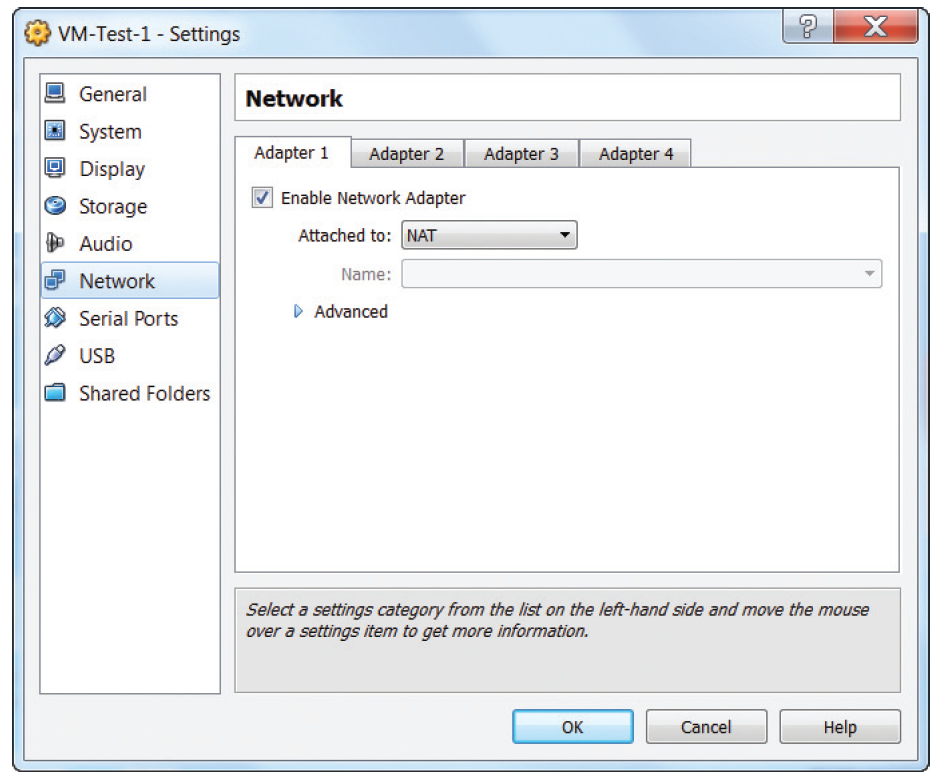 VM-Test-1 - Settings
General
System
Display
Storage
Audio
Network
Serial Ports
USB
Shared Folders
Network
Adapter 1
Adapter 2
Adapter 3
Adapter 4
Enable Network Adapter
Attached to: NAT
Name:
Advanced
Select a settings category from the list on the left-hand side and move the mouse
over a settings item to get more information.
OK
Cancel
Help